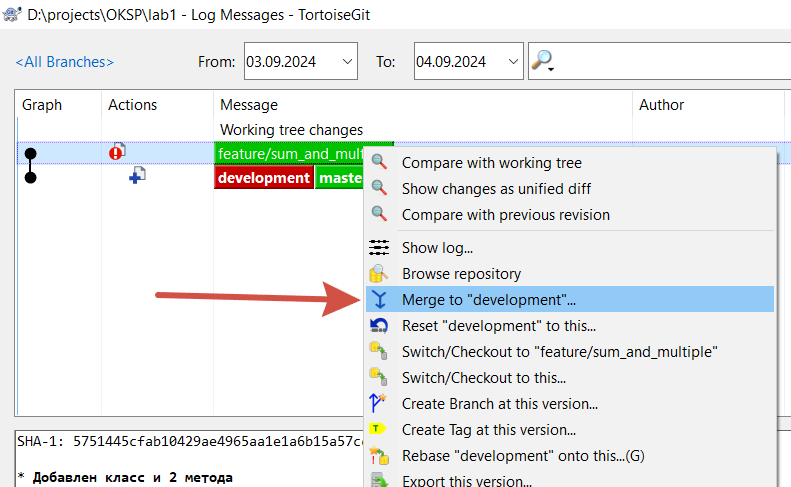 D:\projects\OKSP\lab1 - Log Messages - TortoiseGit
<All Branches> From: 03.09.2024 To: 04.09.2024
Graph Actions Message Author
Working tree changes
feature/sum_and_mult
development maste
Compare with working tree
Show changes as unified diff
Compare with previous revision
Show log...
Browse repository
Merge to "development"...
Reset "development" to this...
Switch/Checkout to "feature/sum_and_multiple"
Switch/Checkout to this...
Create Branch at this version...
Create Tag at this version...
Rebase "development" onto this...(G)
Export this version...
SHA-1: 5751445cfab10429ae4965aa1e1a6b15a57c
* Добавлен класс и 2 метода